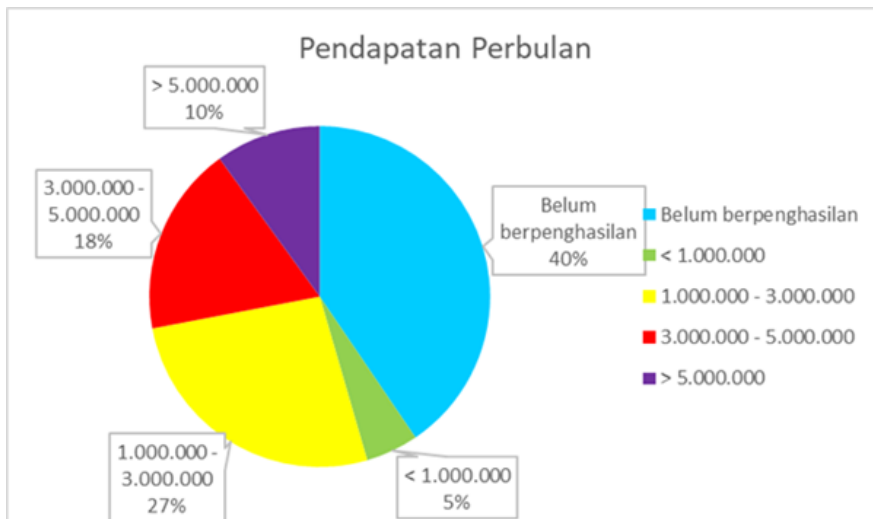 Pendapatan Perbulan
> 5.000.000
10%
3.000.000 -
5.000.000
18%
Belum
berpenghasilan
40%
1.000.000 -
3.000.000
27%
< 1.000.000
5%
Belum berpenghasilan
< 1.000.000
1.000.000 - 3.000.000
3.000.000 - 5.000.000
> 5.000.000